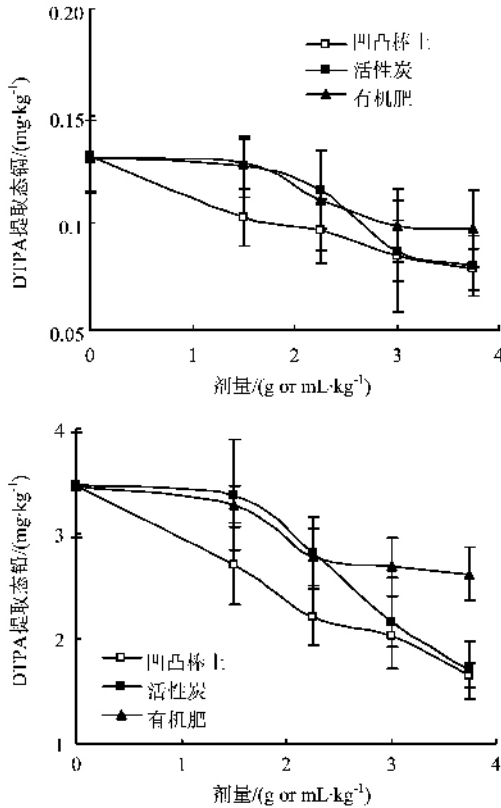 0.20
凹凸棒土
活性炭
有机肥
0.15
0.1
0.05
DTPA提取态镉/(mg·kg⁻¹)
0 1 2 3 4
剂量/(g or mL·kg⁻¹)
4
3
2
1
DTPA提取态铅/(mg·kg⁻¹)
凹凸棒土
活性炭
有机肥
0 1 2 3 4
剂量/(g or mL·kg⁻¹)